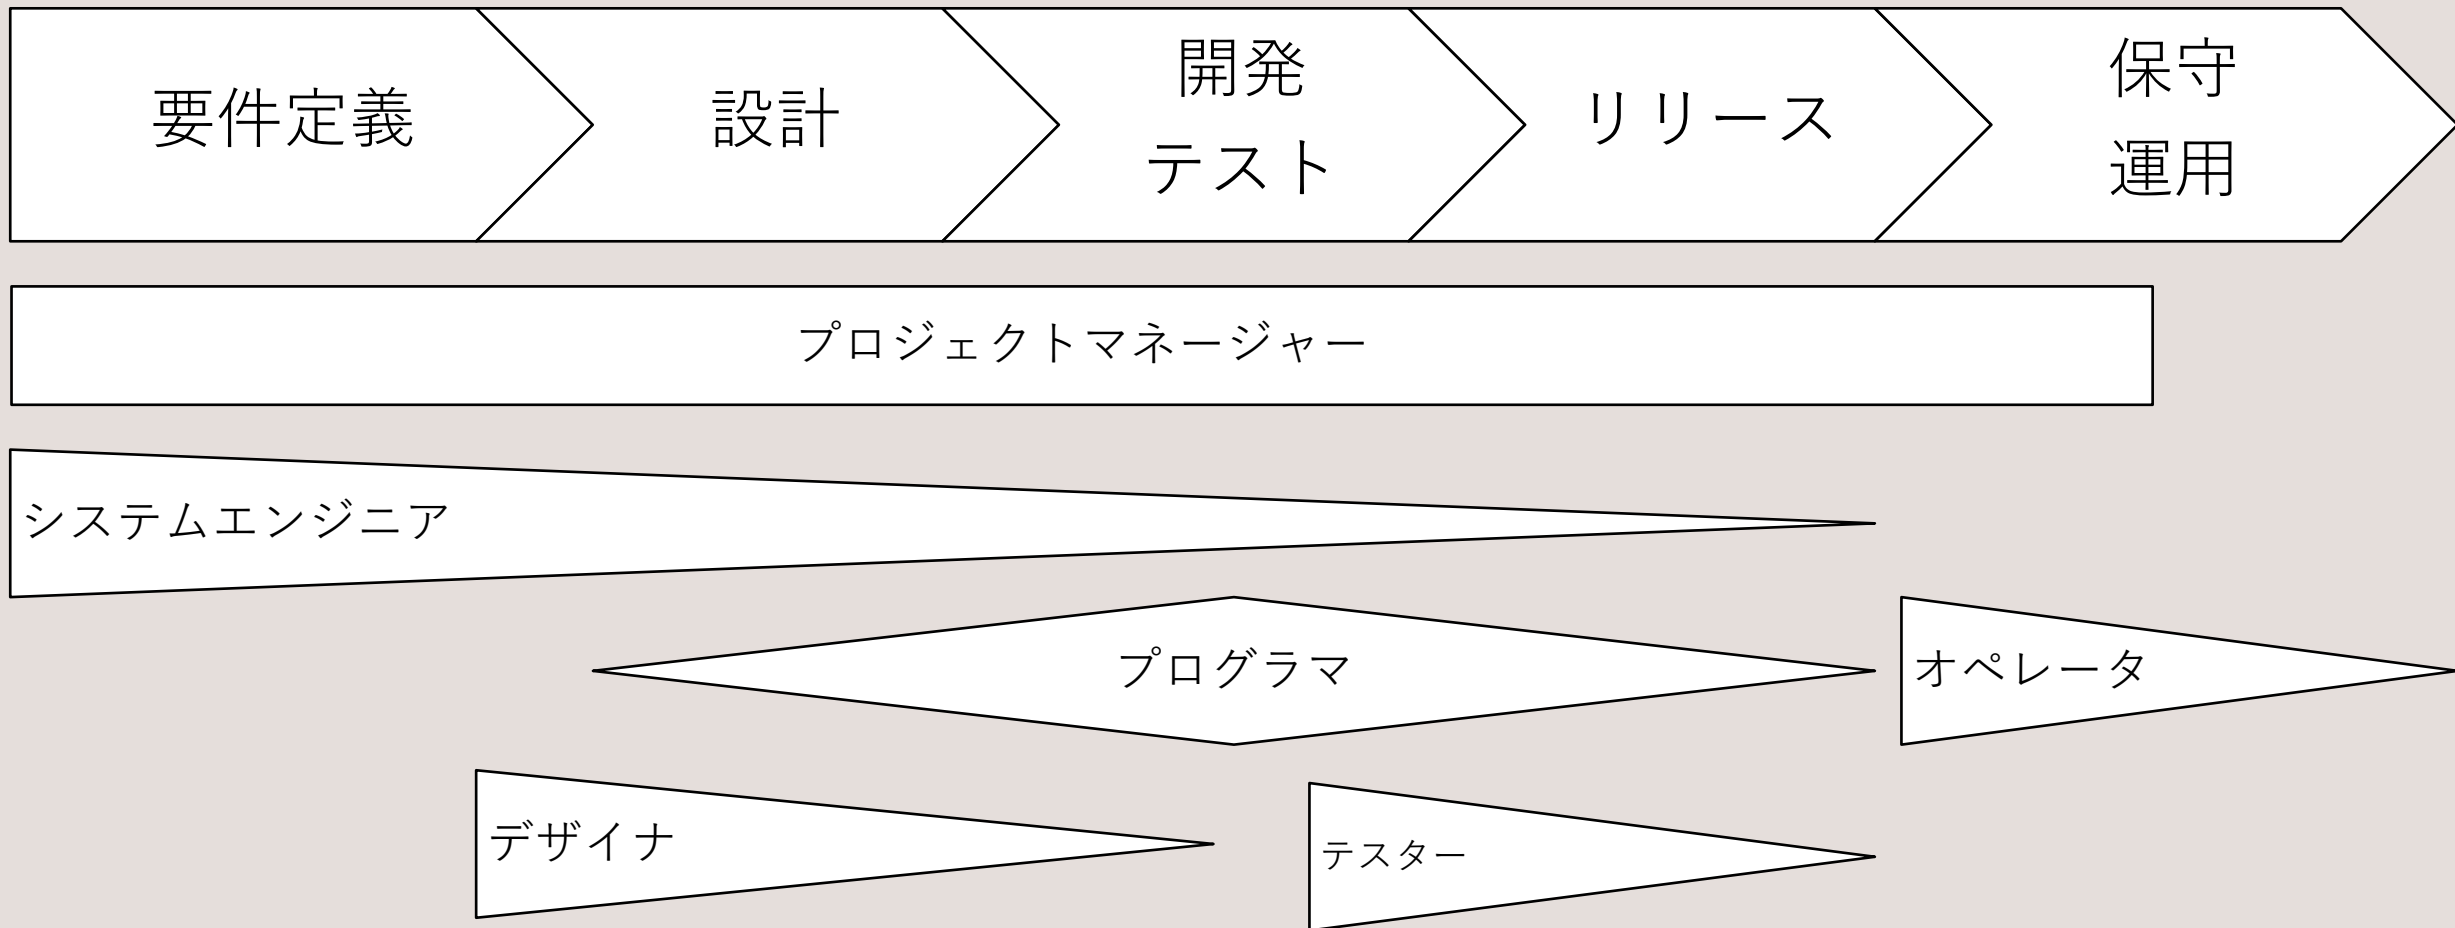 要件定義
設計
開発
テスト
リリース
保守
運用
プロジェクトマネージャー
システムエンジニア
プログラマ
オペレータ
デザイナ
テスター